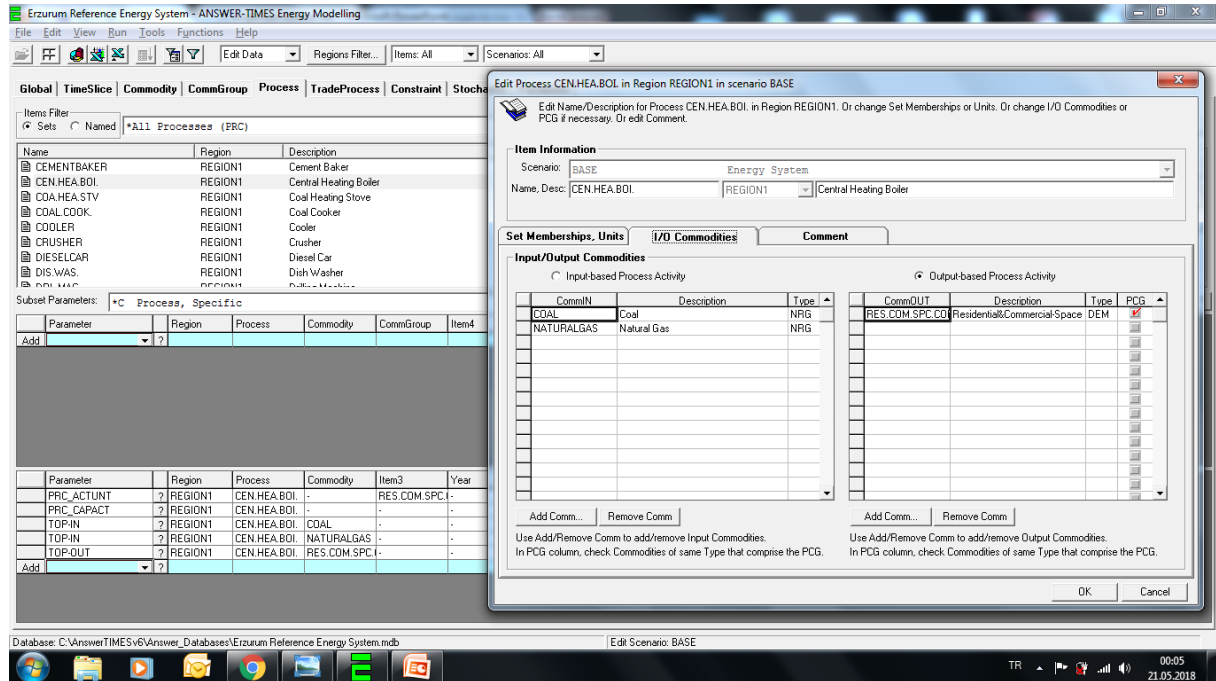 Erzurum Reference Energy System - ANSWER-TIMES Energy Modelling
File Edit View Run Tools Functions Help
Edit Data Regions Filter... Items: All Scenarios: All
Global TimeSlice Commodity CommGroup Process TradeProcess Constraint Stocha
Items Filter
Sets Named *All Processes (PRC)
Name Region Description
CEMENTBAKER REGION1 Cement Baker
CEN.HEA.BOI. REGION1 Central Heating Boiler
COA.HEA.STV REGION1 Coal Heating Stove
COAL.COOK. REGION1 Coal Cooker
COOLER REGION1 Cooler
CRUSHER REGION1 Crusher
DIESELCAR REGION1 Diesel Car
DIS.WAS. REGION1 Dish Washer
Subset Parameters: *C Process, Specific
Parameter Region Process Commodity CommGroup Item4
Add ?
Parameter Region Process Commodity Item3 Year
PRC_ACTUNT ? REGION1 CEN.HEA.BOI. - RES.COM.SPC.( -
PRC_CAPACT ? REGION1 CEN.HEA.BOI. - - -
TOP-IN ? REGION1 CEN.HEA.BOI. COAL - -
TOP-IN ? REGION1 CEN.HEA.BOI. NATURALGAS - -
TOP-OUT ? REGION1 CEN.HEA.BOI. RES.COM.SPC.( - -
Add ?
Edit Process CEN.HEA.BOI. in Region REGION1 in scenario BASE
Edit Name/Description for Process CEN.HEA.BOI. in Region REGION1. Or change Set Memberships or Units. Or change I/O Commodities or
PCG if necessary. Or edit Comment.
Item Information
Scenario: BASE Energy System
Name, Desc: CEN.HEA.BOI. REGION1 Central Heating Boiler
Set Memberships, Units I/O Commodities Comment
Input/Output Commodities
Input-based Process Activity Output-based Process Activity
CommIN Description Type CommOUT Description Type PCG
COAL Coal NRG RES.COM.SPC.CO Residential&Commercial-Space DEM
NATURALGAS Natural Gas NRG
Add Comm... Remove Comm Add Comm... Remove Comm
Use Add/Remove Comm to add/remove Input Commodities. Use Add/Remove Comm to add/remove Output Commodities.
In PCG column, check Commodities of same Type that comprise the PCG. In PCG column, check Commodities of same Type that comprise the PCG.
OK Cancel
Database: C:\AnswerTIMESv6\Answer_Databases\Erzurum Reference Energy System.mdb Edit Scenario: BASE
TR 00:05
21.05.2018